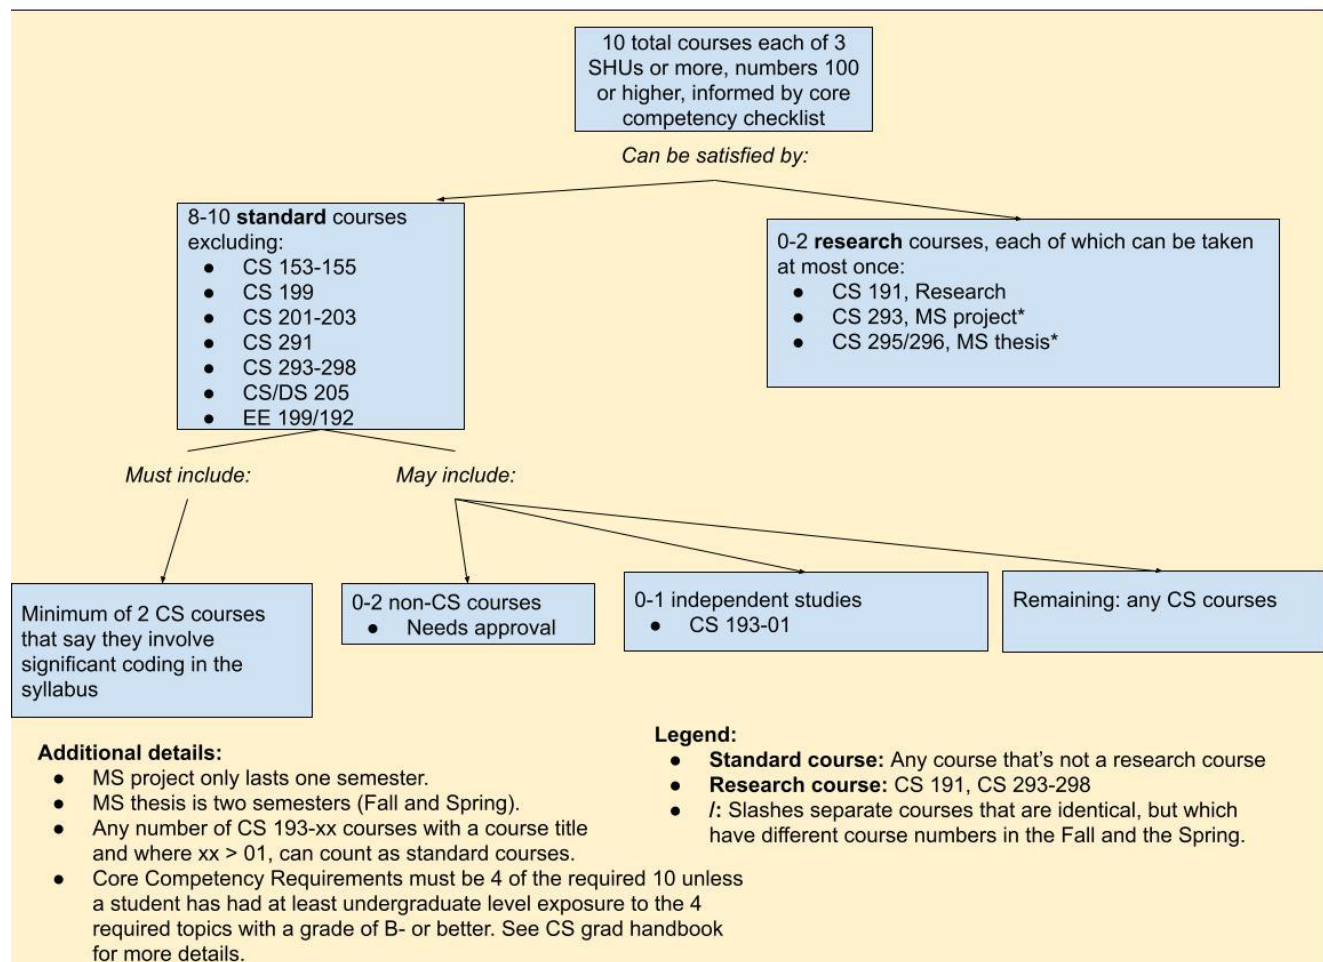 10 total courses each of 3
SHUs or more, numbers 100
or higher, informed by core
competency checklist
Can be satisfied by:
8-10 standard courses
excluding:
● CS 153-155
● CS 199
● CS 201-203
● CS 291
● CS 293-298
● CS/DS 205
● EE 199/192
0-2 research courses, each of which can be taken
at most once:
● CS 191, Research
● CS 293, MS project*
● CS 295/296, MS thesis*
Must include:
May include:
Minimum of 2 CS courses
that say they involve
significant coding in the
syllabus
0-2 non-CS courses
● Needs approval
0-1 independent studies
● CS 193-01
Remaining: any CS courses
Additional details:
● MS project only lasts one semester.
● MS thesis is two semesters (Fall and Spring).
● Any number of CS 193-xx courses with a course title
and where xx > 01, can count as standard courses.
● Core Competency Requirements must be 4 of the required 10 unless
a student has had at least undergraduate level exposure to the 4
required topics with a grade of B- or better. See CS grad handbook
for more details.
Legend:
● Standard course: Any course that's not a research course
● Research course: CS 191, CS 293-298
● /: Slashes separate courses that are identical, but which
have different course numbers in the Fall and the Spring.